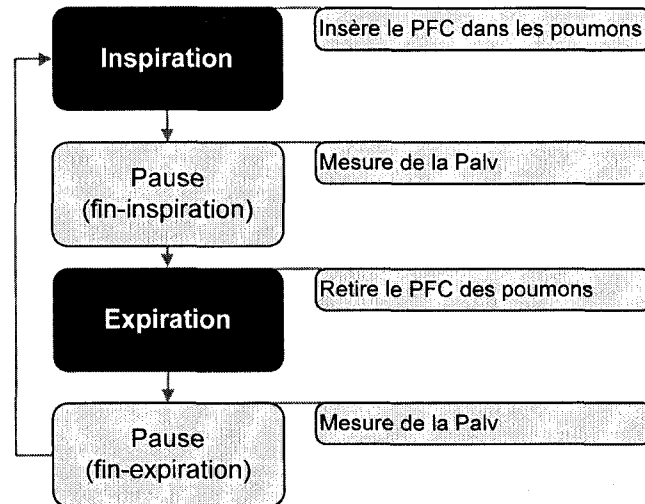 Inspiration
Insère le PFC dans les poumons
Pause
(fin-inspiration)
Mesure de la Palv
Expiration
Retire le PFC des poumons
Pause
(fin-expiration)
Mesure de la Palv